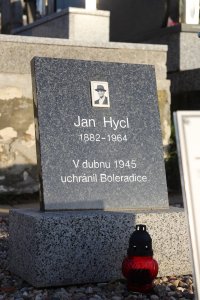 Jan Hycl
1882-1964
V dubnu 1945
uchránil Boleradice